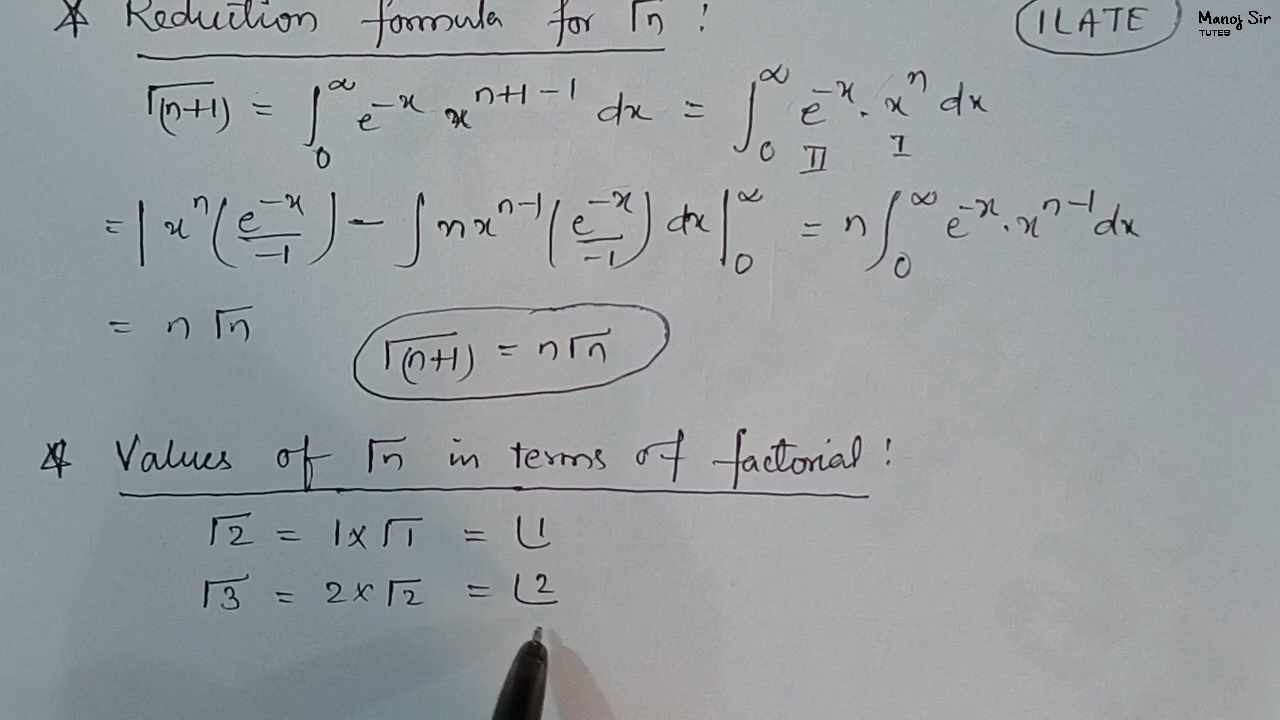 * Reduction formula for Γn :
ILATE
Manoj Sir
TUTES
Γ(n+1) = ∫₀^∞ e^{-x} . x^{n+1-1} dx = ∫₀^∞ e^{-x} . x^n dx
II I
= | x^n (e^{-x}/-1) - ∫ n x^{n-1} (e^{-x}/-1) dx |₀^∞ = n ∫₀^∞ e^{-x} . x^{n-1} dx
= n Γn
Γ(n+1) = n Γn
* Values of Γn in terms of factorial :
Γ2 = 1 x Γ1 = ⌊1
Γ3 = 2 x Γ2 = ⌊2